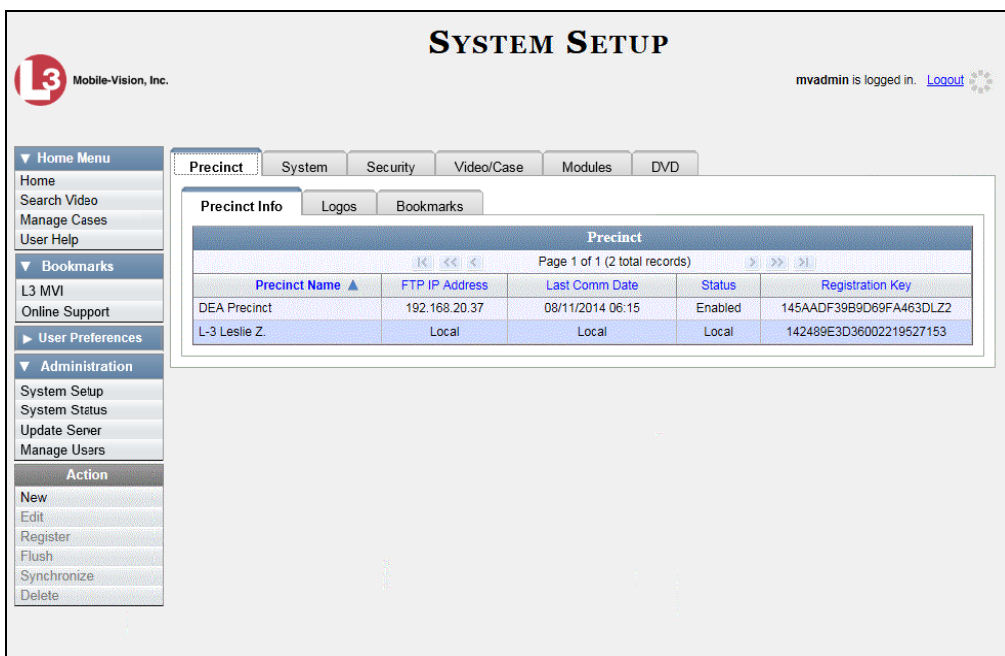 SYSTEM SETUP
L3 Mobile-Vision, Inc.
mvadmin is logged in. Logout
▼ Home Menu
Home
Search Video
Manage Cases
User Help
▼ Bookmarks
L3 MVI
Online Support
▶ User Preferences
▼ Administration
System Setup
System Status
Update Server
Manage Users
Action
New
Edit
Register
Flush
Synchronize
Delete
Precinct System Security Video/Case Modules DVD
Precinct Info Logos Bookmarks
Precinct
|< << < Page 1 of 1 (2 total records) > >> >|
Precinct Name ▲ FTP IP Address Last Comm Date Status Registration Key
DEA Precinct 192.168.20.37 08/11/2014 06:15 Enabled 145AADF39B9D69FA463DLZ2
L-3 Leslie Z. Local Local Local 142489E3D36002219527153